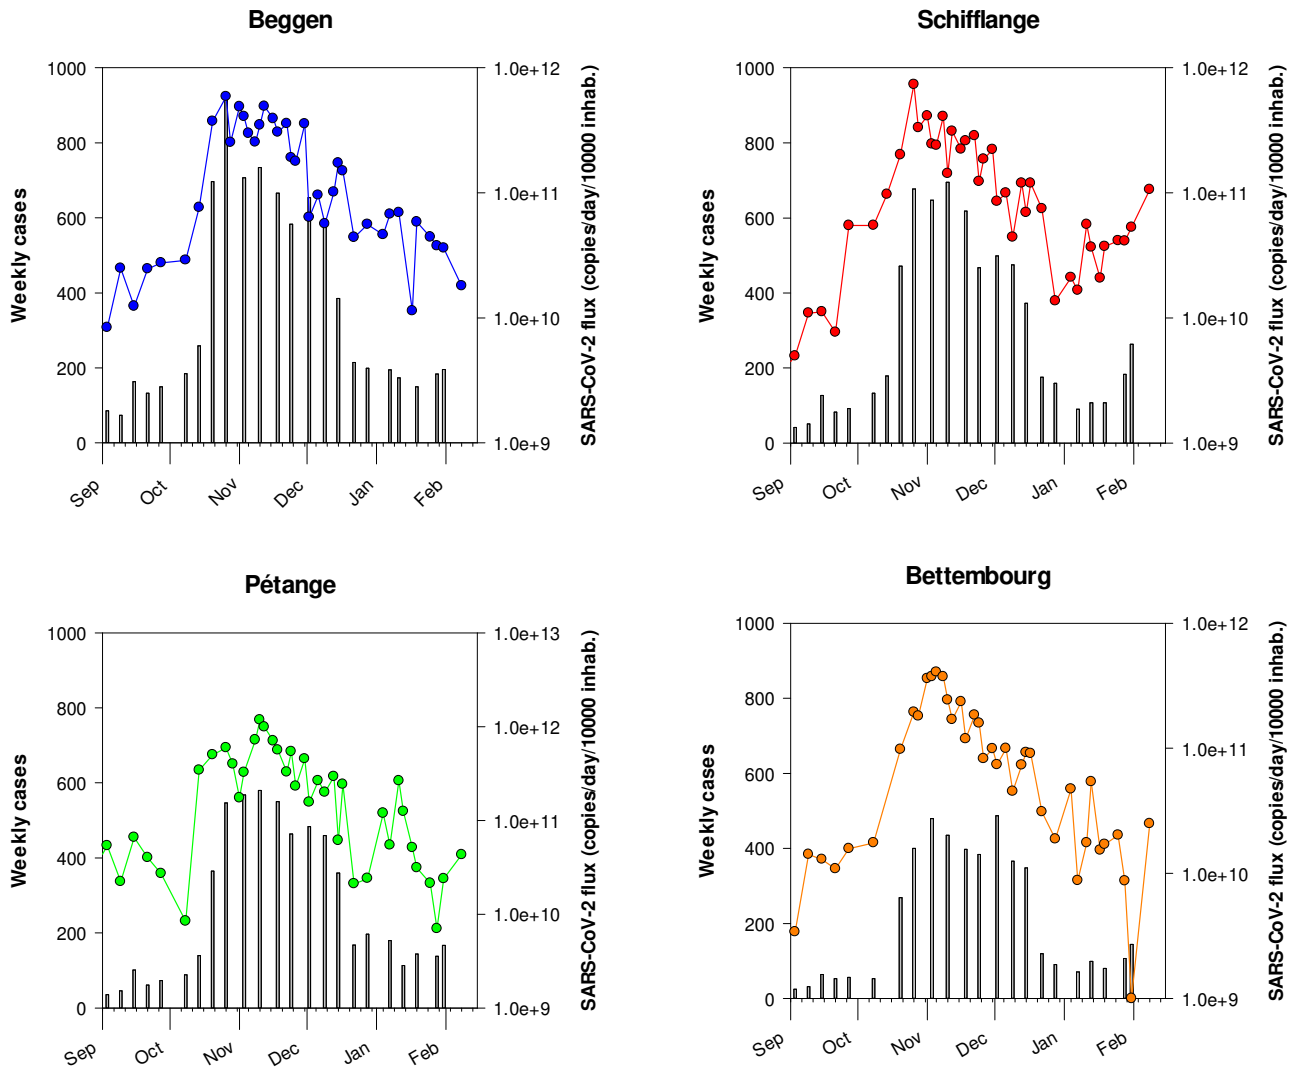 Beggen
1000
800
600
400
200
0
Weekly cases
1.0e+12
1.0e+11
1.0e+10
1.0e+9
SARS-CoV-2 flux (copies/day/10000 inhab.)
Sep
Oct
Nov
Dec
Jan
Feb
Schifflange
1000
800
600
400
200
0
Weekly cases
1.0e+12
1.0e+11
1.0e+10
1.0e+9
SARS-CoV-2 flux (copies/day/10000 inhab.)
Sep
Oct
Nov
Dec
Jan
Feb
Pétange
1000
800
600
400
200
0
Weekly cases
1.0e+13
1.0e+12
1.0e+11
1.0e+10
1.0e+9
SARS-CoV-2 flux (copies/day/10000 inhab.)
Sep
Oct
Nov
Dec
Jan
Feb
Bettembourg
1000
800
600
400
200
0
Weekly cases
1.0e+12
1.0e+11
1.0e+10
1.0e+9
SARS-CoV-2 flux (copies/day/10000 inhab.)
Sep
Oct
Nov
Dec
Jan
Feb